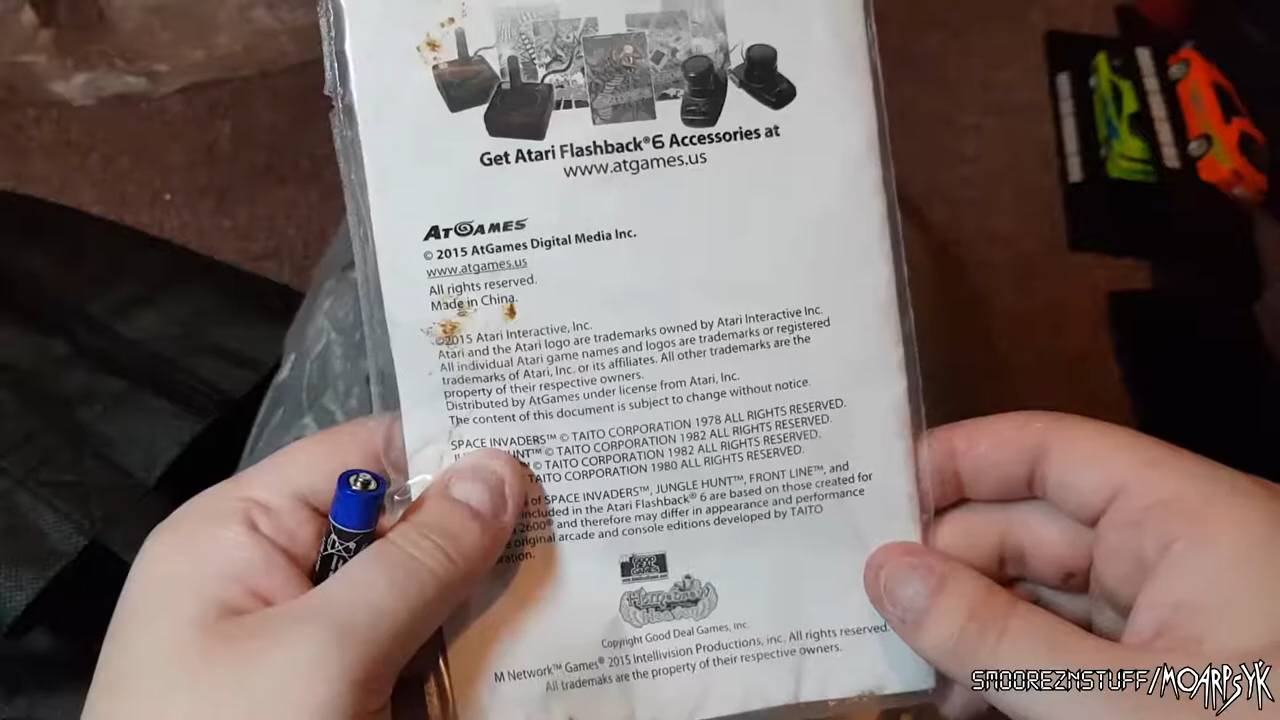 Get Atari Flashback®6 Accessories at
www.atgames.us
ATGAMES
© 2015 AtGames Digital Media Inc.
www.atgames.us
All rights reserved.
Made in China.
©2015 Atari Interactive, Inc.
Atari and the Atari logo are trademarks owned by Atari Interactive Inc.
All individual Atari game names and logos are trademarks or registered
trademarks of Atari, Inc. or its affiliates. All other trademarks are the
property of their respective owners.
Distributed by AtGames under license from Atari, Inc.
The content of this document is subject to change without notice.
SPACE INVADERS™ © TAITO CORPORATION 1978 ALL RIGHTS RESERVED.
© TAITO CORPORATION 1982 ALL RIGHTS RESERVED.
© TAITO CORPORATION 1982 ALL RIGHTS RESERVED.
TAITO CORPORATION 1980 ALL RIGHTS RESERVED.
of SPACE INVADERS™, JUNGLE HUNT™, FRONT LINE™, and
included in the Atari Flashback® 6 are based on those created for
2600® and therefore may differ in appearance and performance
original arcade and console editions developed by TAITO
GOOD DEAL GAMES
Homebrew Heaven
Copyright Good Deal Games, Inc.
M Network™ Games® 2015 Intellivision Productions, inc. All rights reserved.
All trademaks are the property of their respective owners.
SMOOREZNSTUFF/MOARPSYK